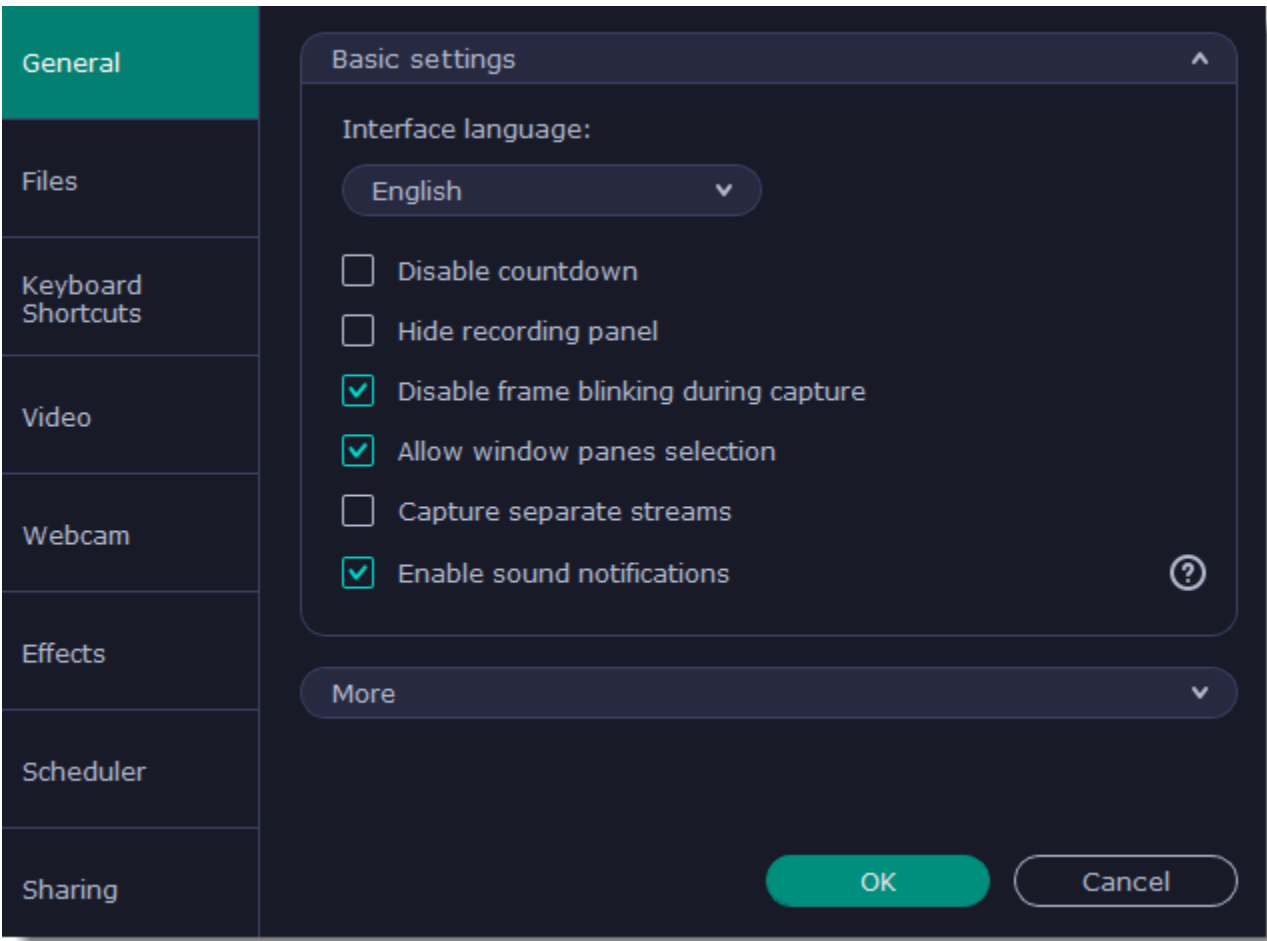 General
Files
Keyboard
Shortcuts
Video
Webcam
Effects
Scheduler
Sharing
Basic settings
Interface language:
English
Disable countdown
Hide recording panel
Disable frame blinking during capture
Allow window panes selection
Capture separate streams
Enable sound notifications
?
More
OK
Cancel